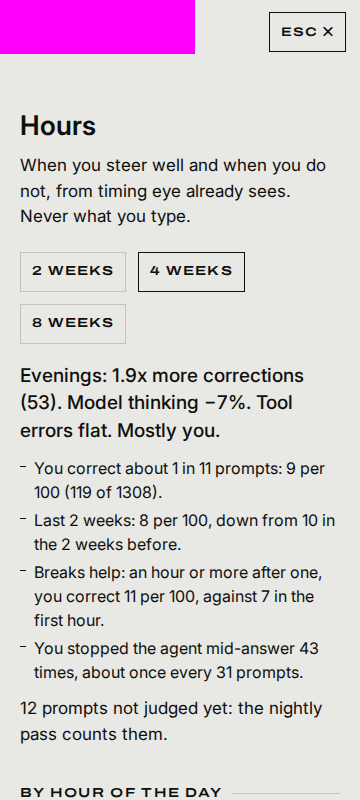 ESC ✕
Hours
When you steer well and when you do
not, from timing eye already sees.
Never what you type.
2 WEEKS
4 WEEKS
8 WEEKS
Evenings: 1.9x more corrections
(53). Model thinking −7%. Tool
errors flat. Mostly you.
– You correct about 1 in 11 prompts: 9 per
100 (119 of 1308).
– Last 2 weeks: 8 per 100, down from 10 in
the 2 weeks before.
– Breaks help: an hour or more after one,
you correct 11 per 100, against 7 in the
first hour.
– You stopped the agent mid-answer 43
times, about once every 31 prompts.
12 prompts not judged yet: the nightly
pass counts them.
BY HOUR OF THE DAY